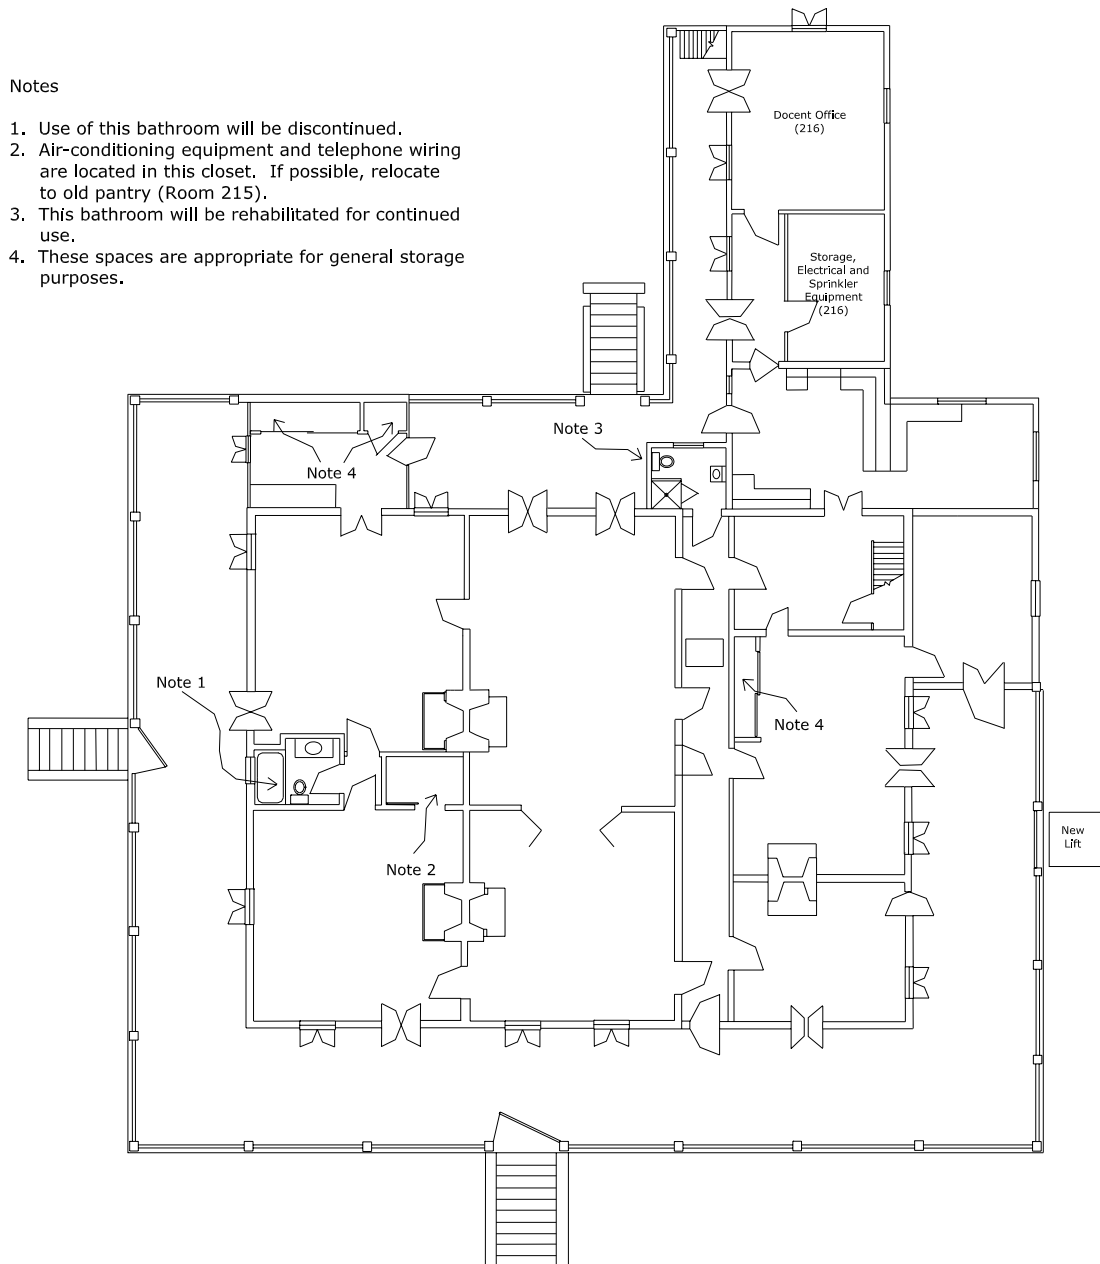 Notes
1. Use of this bathroom will be discontinued.
2. Air-conditioning equipment and telephone wiring
are located in this closet. If possible, relocate
to old pantry (Room 215).
3. This bathroom will be rehabilitated for continued
use.
4. These spaces are appropriate for general storage
purposes.
Docent Office
(216)
Storage,
Electrical and
Sprinkler
Equipment
(216)
Note 3
Note 4
Note 1
Note 4
New
Lift
Note 2